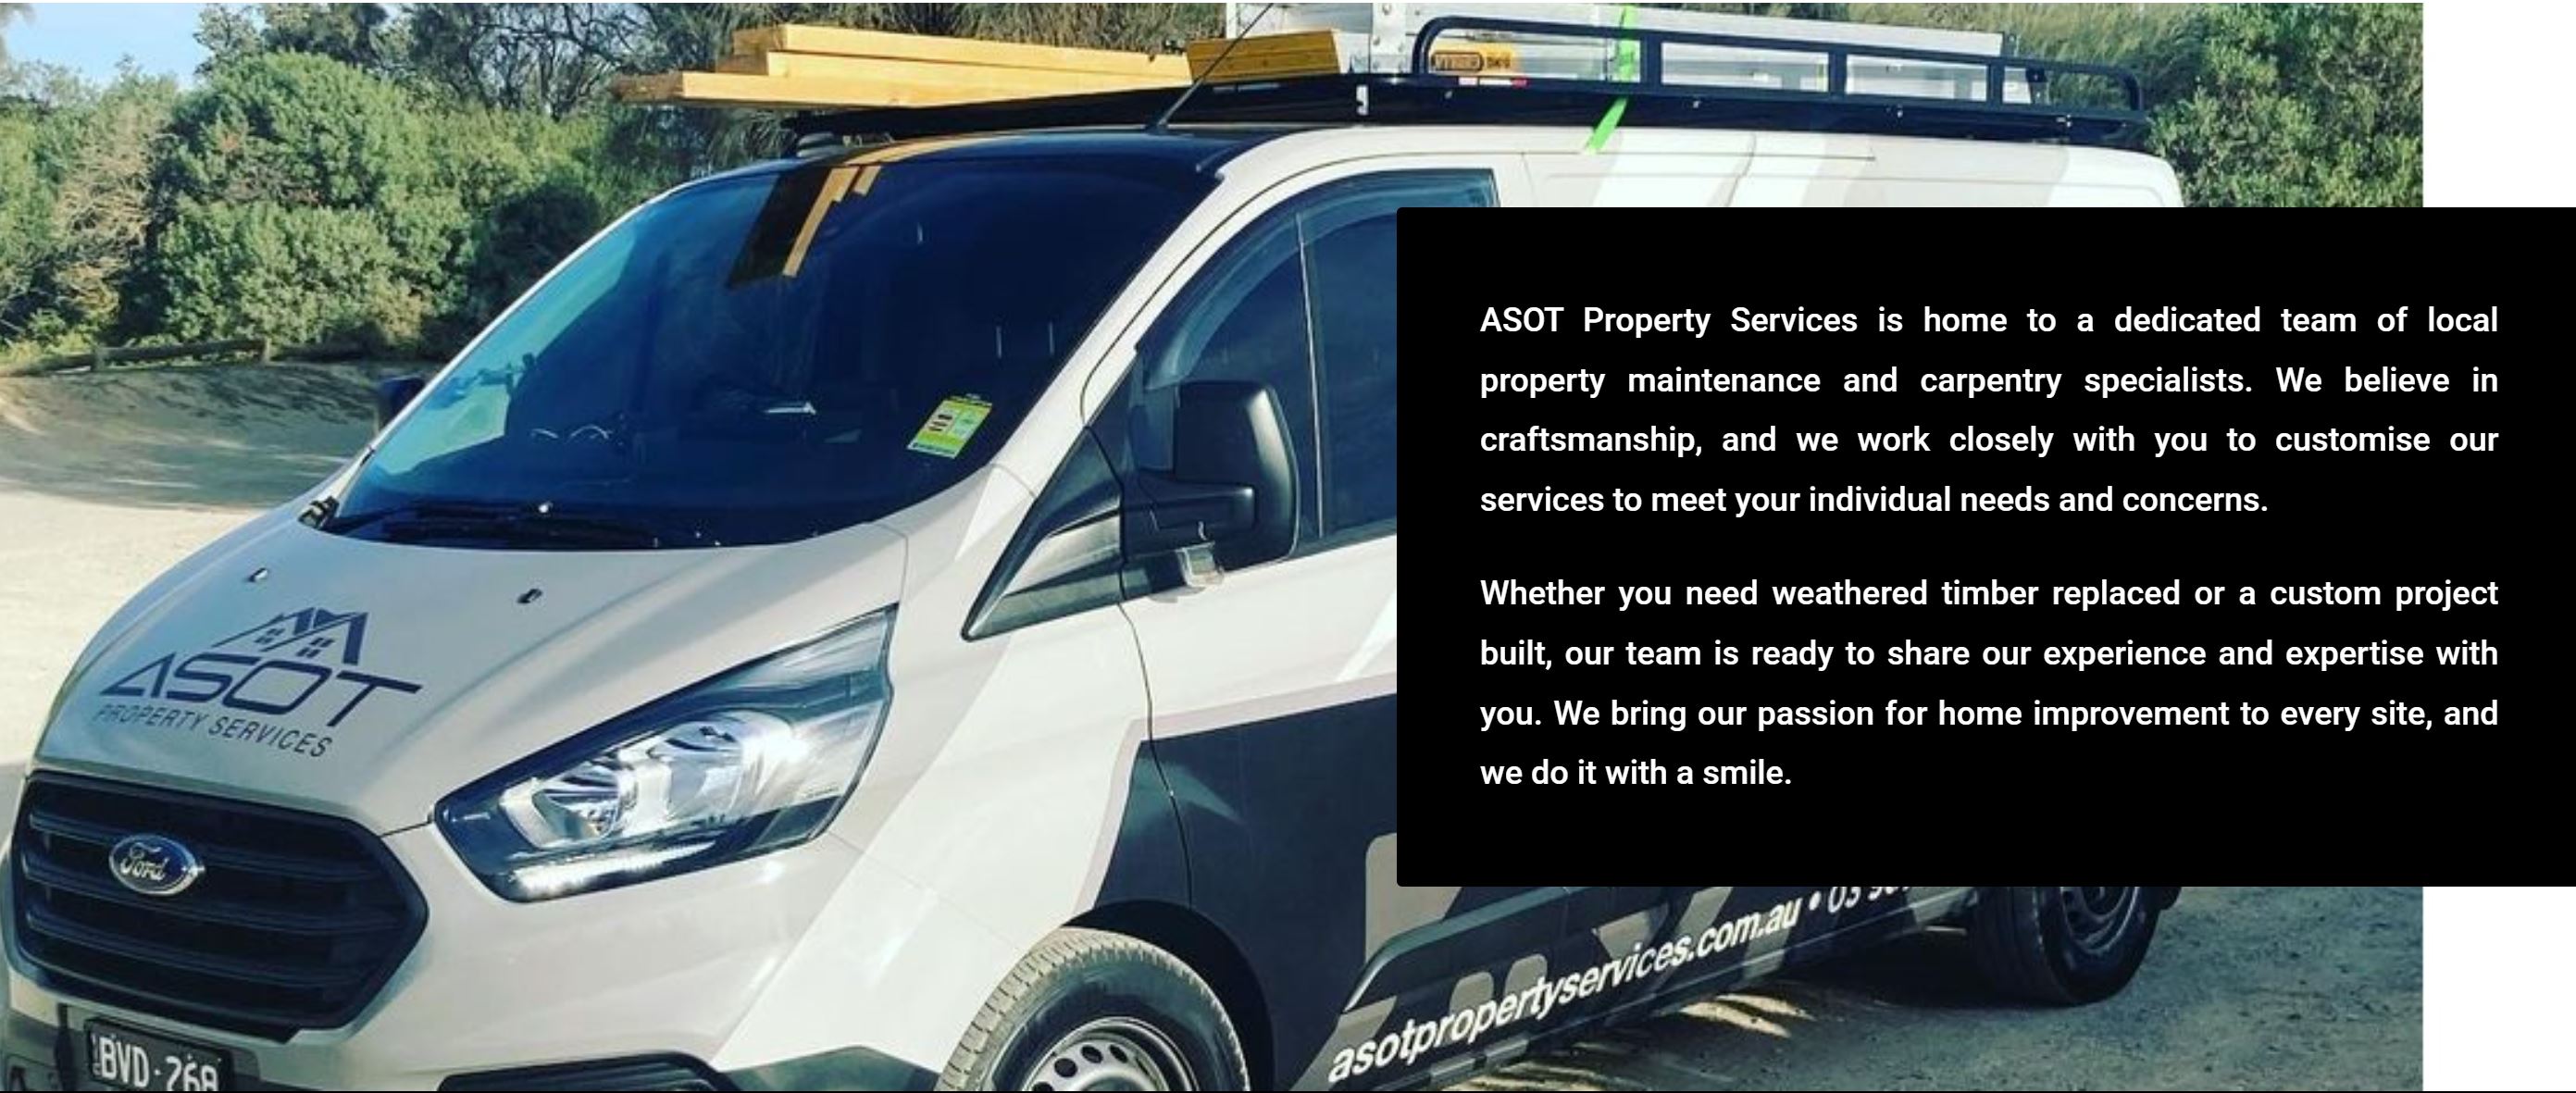 ASOT Property Services is home to a dedicated team of local
property maintenance and carpentry specialists. We believe in
craftsmanship, and we work closely with you to customise our
services to meet your individual needs and concerns.
Whether you need weathered timber replaced or a custom project
built, our team is ready to share our experience and expertise with
you. We bring our passion for home improvement to every site, and
we do it with a smile.
ASOT
PROPERTY SERVICES
Ford
BVD·768
asotpropertyservices.com.au • 03